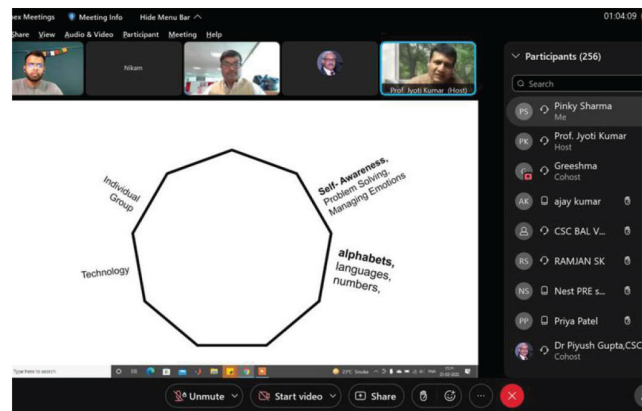 ex Meetings
Meeting Info
Hide Menu Bar
01:04:09
Share View Audio & Video Participant Meeting Help
Nikam
Prof. Jyoti Kumar (Host)
Individual
Group
Technology
Self- Awareness,
Problem Solving,
Managing Emotions
alphabets,
languages,
numbers,
Type here to search
23°C Smoke
Participants (256)
Search
PS
Pinky Sharma
Me
PK
Prof. Jyoti Kumar
Host
G
Greeshma
Cohost
AK
ajay kumar
CSC BAL V...
RS
RAMJAN SK
NS
Nest PRE s...
PP
Priya Patel
Dr Piyush Gupta,CSC
Cohost
Unmute
Start video
Share